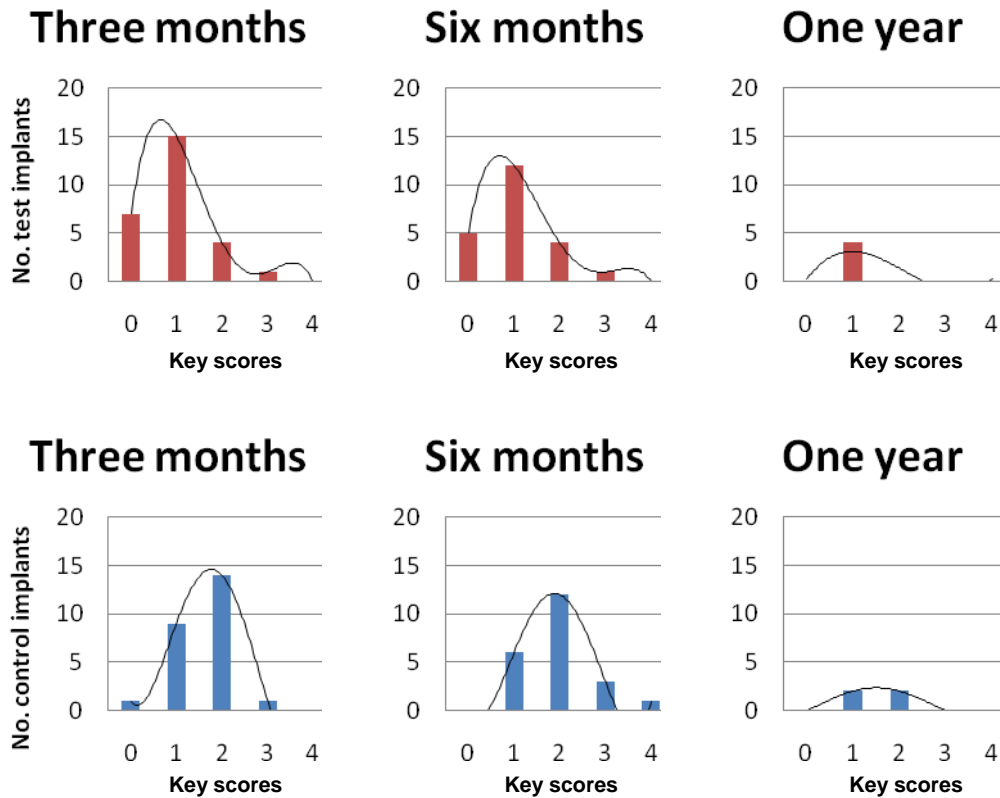 Three months
Six months
One year
No. test implants
20
15
10
5
0
0 1 2 3 4
Key scores
20
15
10
5
0
0 1 2 3 4
Key scores
20
15
10
5
0
0 1 2 3 4
Key scores
Three months
Six months
One year
No. control implants
20
15
10
5
0
0 1 2 3 4
Key scores
20
15
10
5
0
0 1 2 3 4
Key scores
20
15
10
5
0
0 1 2 3 4
Key scores